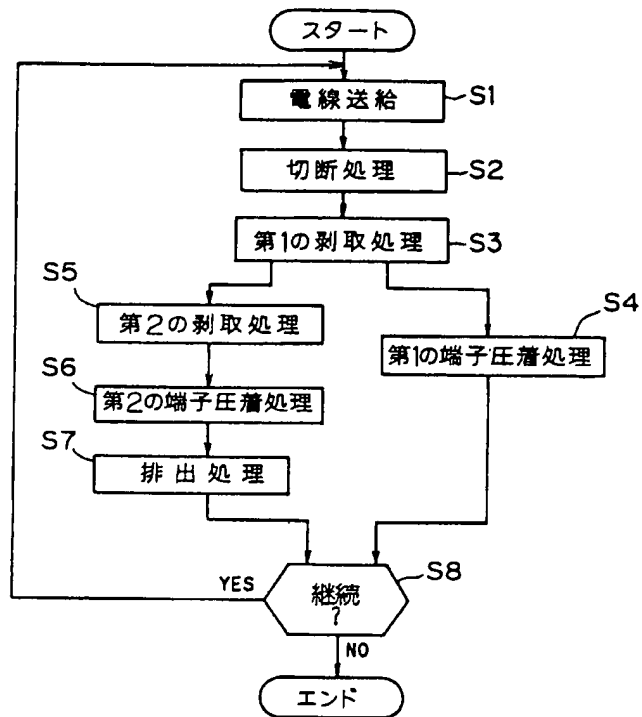 スタート
電線送給
S1
切断処理
S2
第1の剥取処理
S3
S5
第2の剥取処理
S4
第1の端子圧着処理
S6
第2の端子圧着処理
S7
排出処理
YES
継続
?
S8
NO
エンド